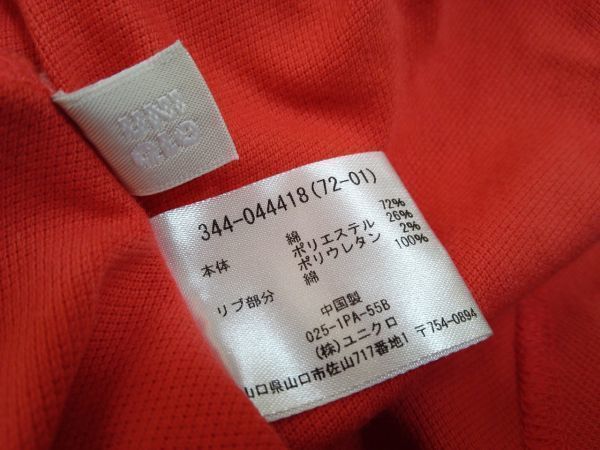 UNI
QLO
344-044418(72-01)
本体 綿 72%
ポリエステル 26%
ポリウレタン 2%
リブ部分 綿 100%
中国製
025-1PA-55B
(株)ユニクロ
山口県山口市佐山717番地1 〒754-0894